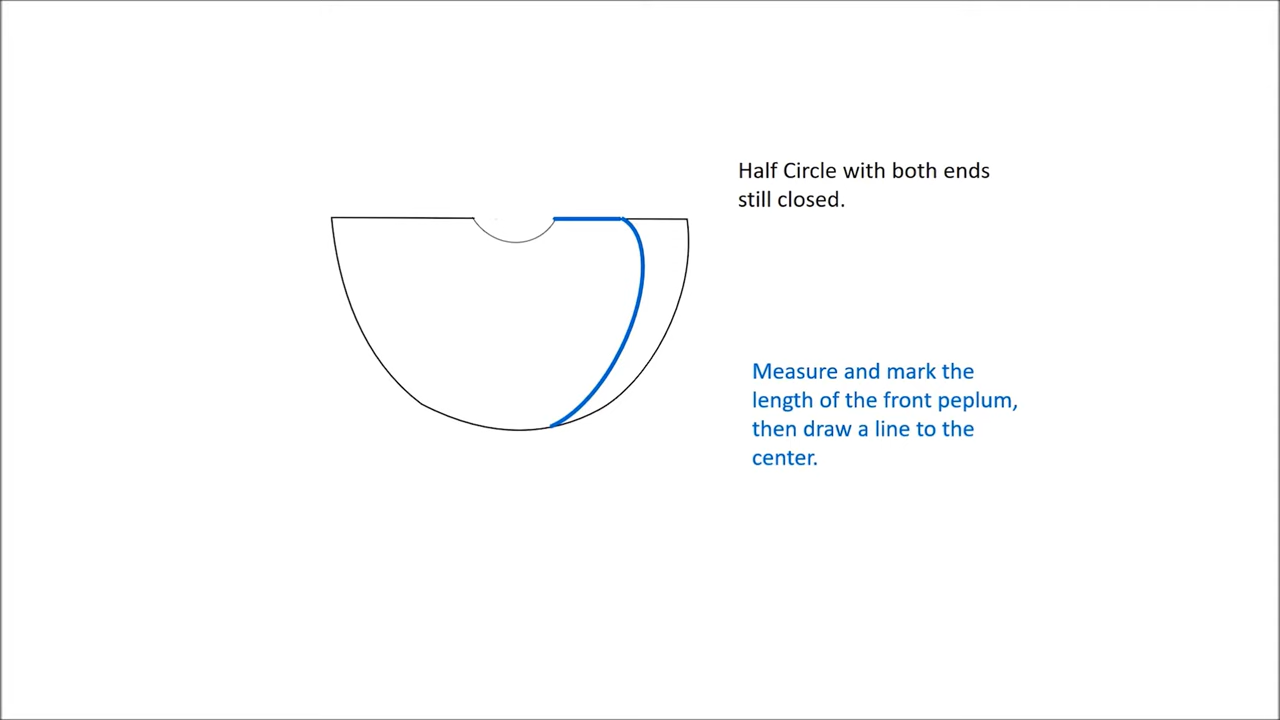 Half Circle with both ends
still closed.
Measure and mark the
length of the front peplum,
then draw a line to the
center.